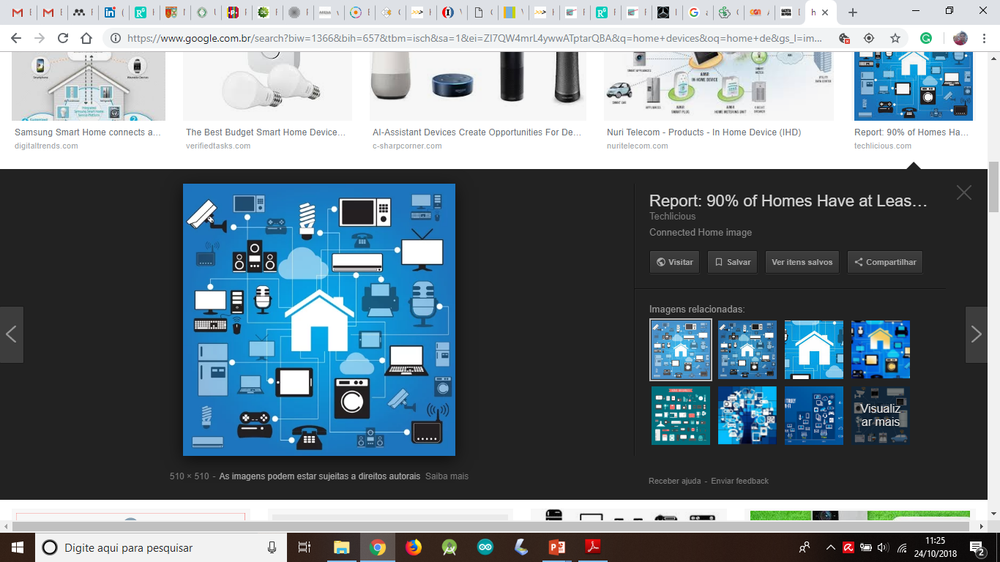 https://www.google.com.br/search?biw=1366&bih=657&tbm=isch&sa=1&ei=ZI7QW4mrL4ywwATptarQBA&q=home+devices&oq=home+de&gs_l=im...
Samsung Smart Home connects a...
digitaltrends.com
The Best Budget Smart Home Device...
verifiedtasks.com
AI-Assistant Devices Create Opportunities For De...
c-sharpcorner.com
Nuri Telecom - Products - In Home Device (IHD)
nuritelecom.com
Report: 90% of Homes Ha...
techlicious.com
Report: 90% of Homes Have at Leas...
Techlicious
Connected Home image
Visitar
Salvar
Ver itens salvos
Compartilhar
Imagens relacionadas:
Visualiz
ar mais
510 × 510 - As imagens podem estar sujeitas a direitos autorais Saiba mais
Receber ajuda - Enviar feedback
Digite aqui para pesquisar
11:25
24/10/2018
2